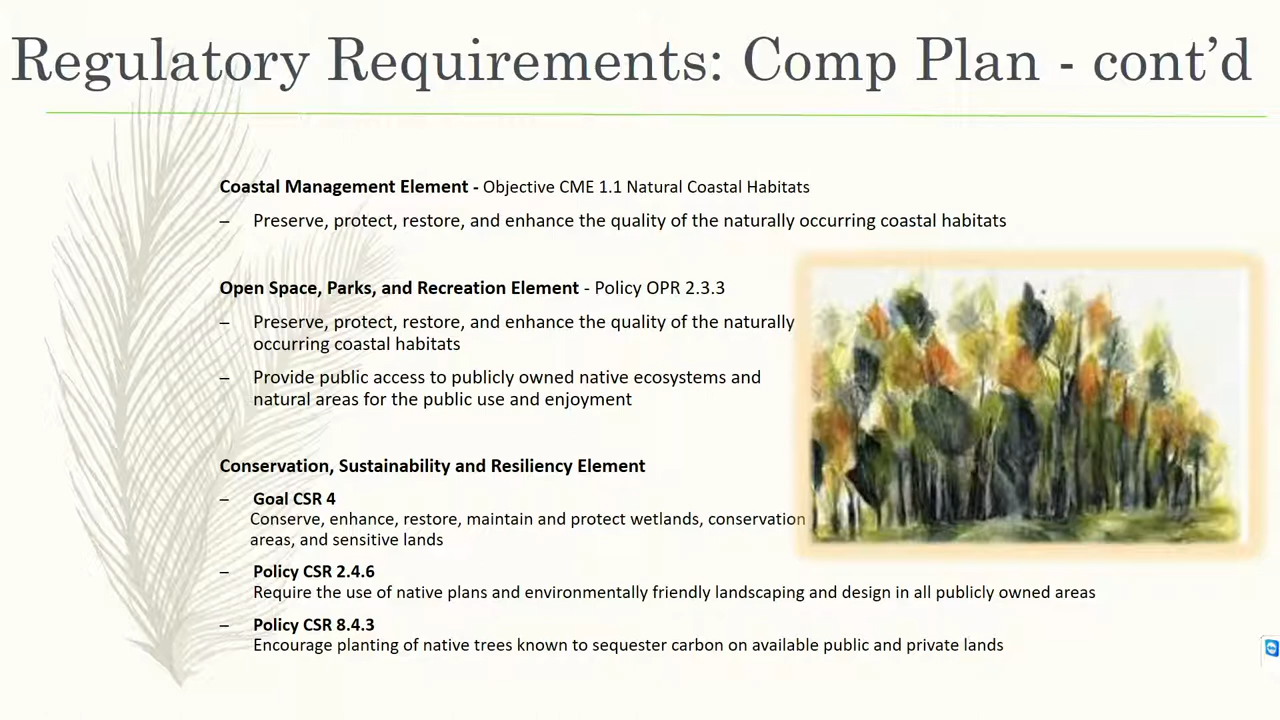 Regulatory Requirements: Comp Plan - cont’d
Coastal Management Element - Objective CME 1.1 Natural Coastal Habitats
– Preserve, protect, restore, and enhance the quality of the naturally occurring coastal habitats
Open Space, Parks, and Recreation Element - Policy OPR 2.3.3
– Preserve, protect, restore, and enhance the quality of the naturally
occurring coastal habitats
– Provide public access to publicly owned native ecosystems and
natural areas for the public use and enjoyment
Conservation, Sustainability and Resiliency Element
– Goal CSR 4
Conserve, enhance, restore, maintain and protect wetlands, conservation
areas, and sensitive lands
– Policy CSR 2.4.6
Require the use of native plans and environmentally friendly landscaping and design in all publicly owned areas
– Policy CSR 8.4.3
Encourage planting of native trees known to sequester carbon on available public and private lands